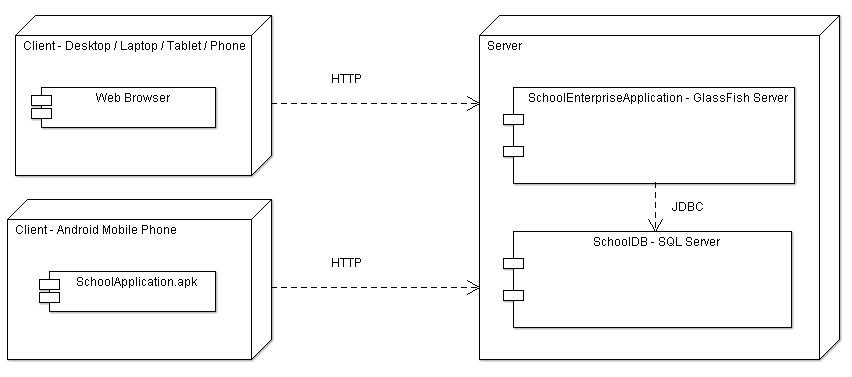 Client - Desktop / Laptop / Tablet / Phone
Web Browser
HTTP
Server
SchoolEnterpriseApplication - GlassFish Server
JDBC
SchoolDB - SQL Server
Client - Android Mobile Phone
SchoolApplication.apk
HTTP